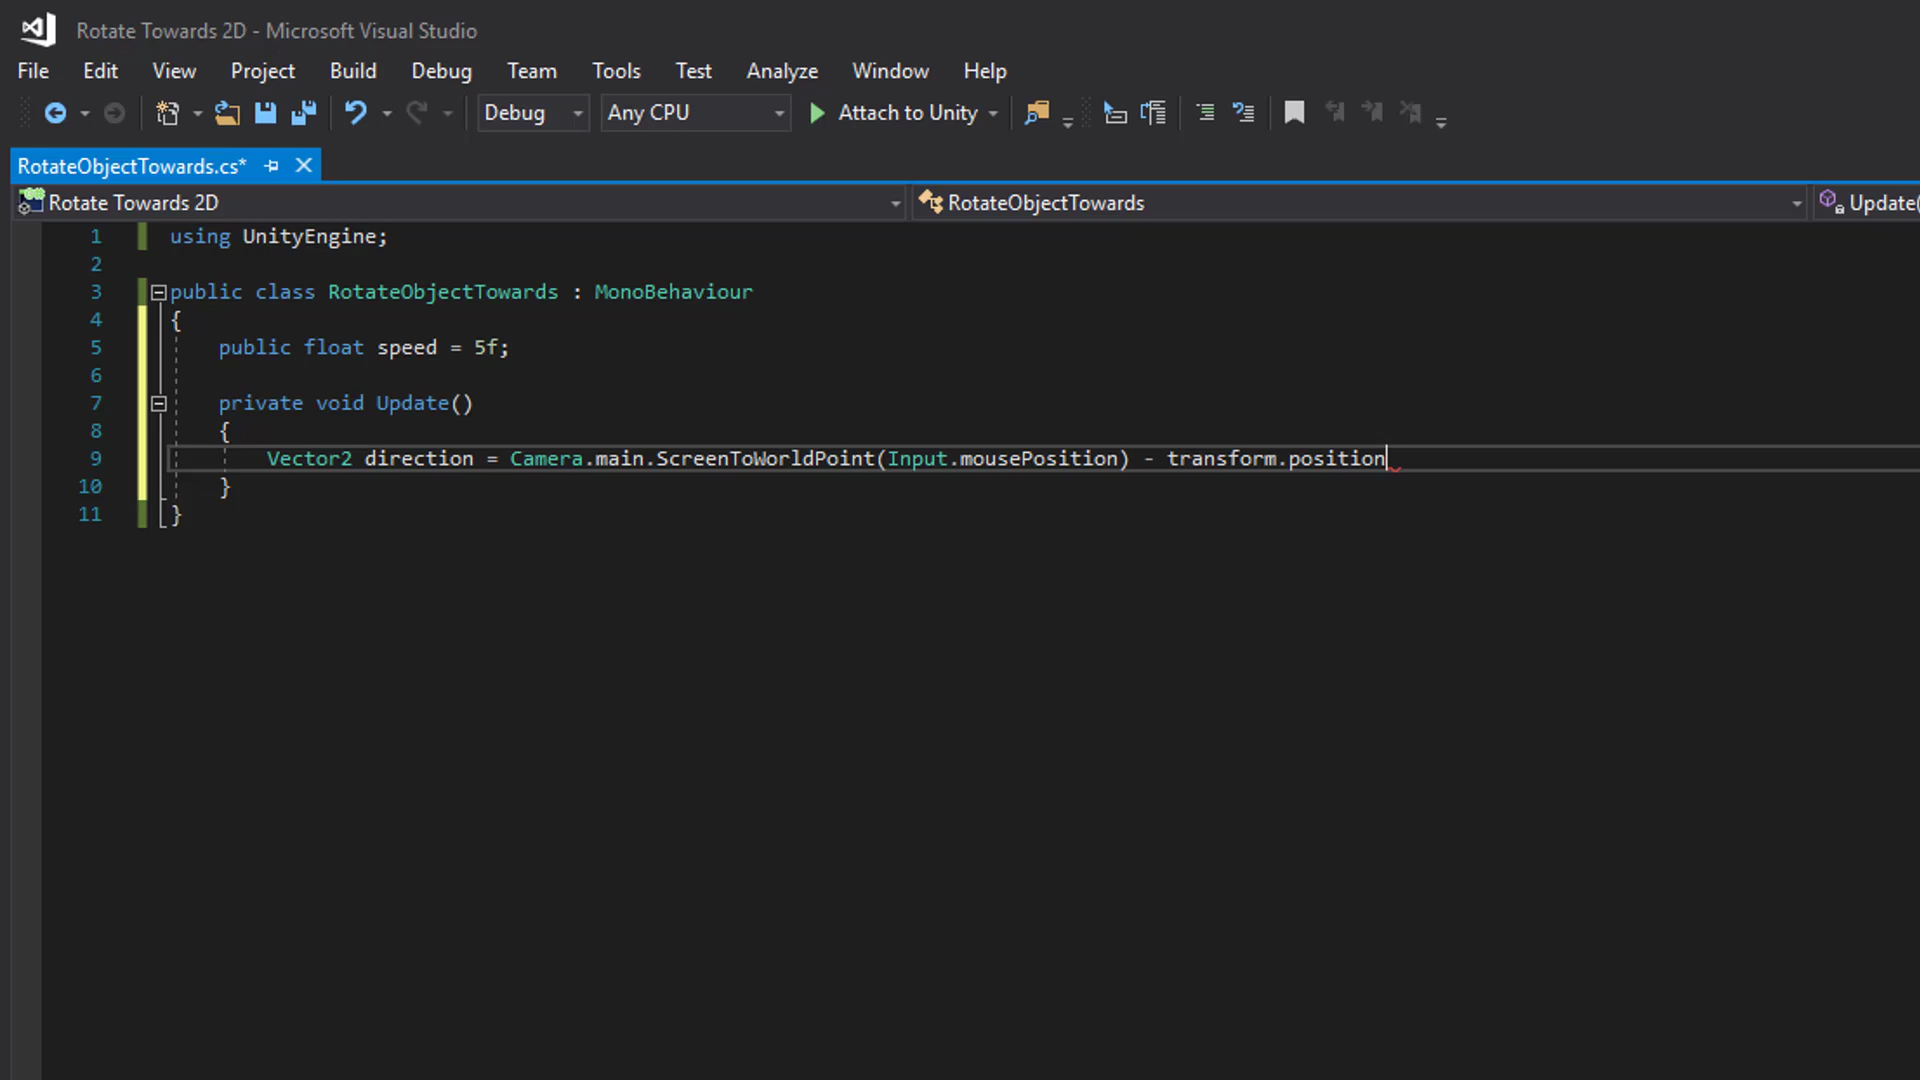 Rotate Towards 2D - Microsoft Visual Studio
File Edit View Project Build Debug Team Tools Test Analyze Window Help
Debug Any CPU Attach to Unity
RotateObjectTowards.cs*
Rotate Towards 2D RotateObjectTowards Update(
1 using UnityEngine;
2
3 public class RotateObjectTowards : MonoBehaviour
4 {
5 public float speed = 5f;
6
7 private void Update()
8 {
9 Vector2 direction = Camera.main.ScreenToWorldPoint(Input.mousePosition) - transform.position
10 }
11 }